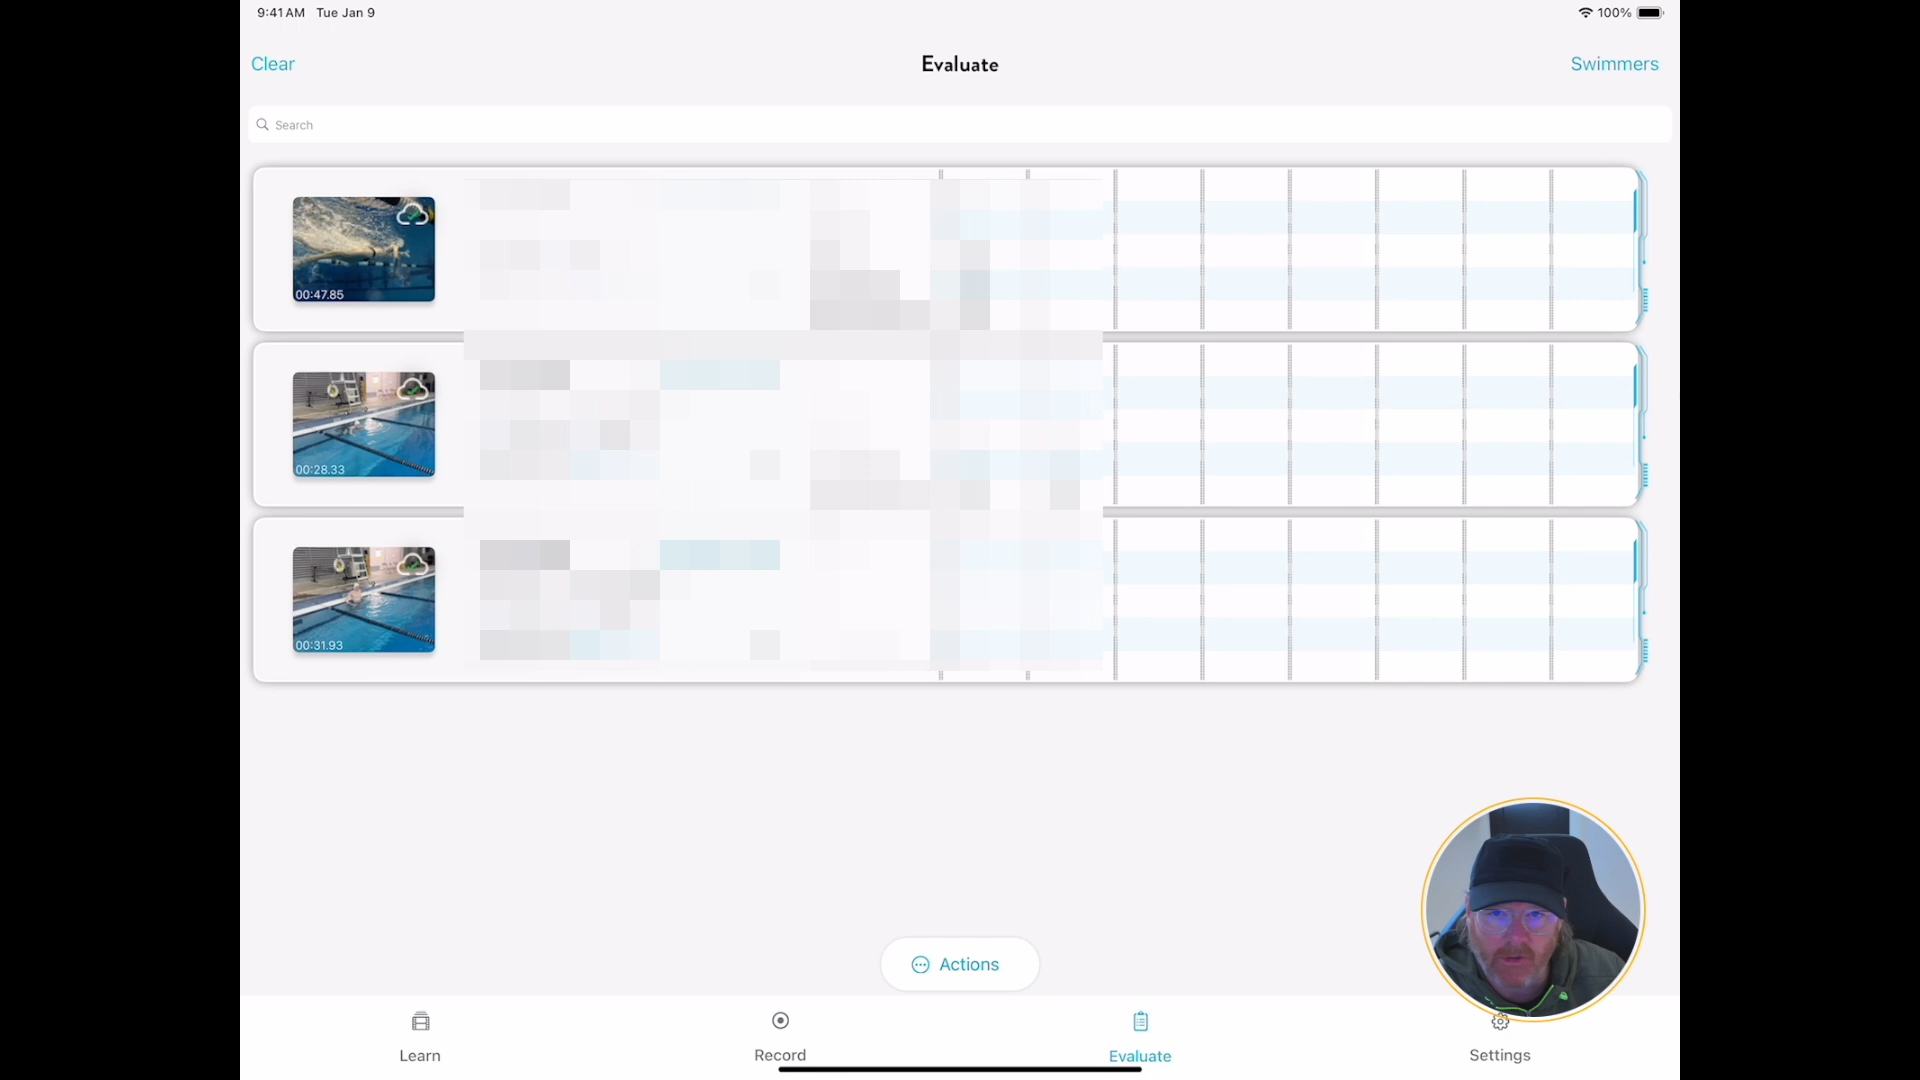 9:41 AM Tue Jan 9
100%
Clear
Evaluate
Swimmers
Search
00:47.85
00:28.33
00:31.93
Actions
Learn
Record
Evaluate
Settings